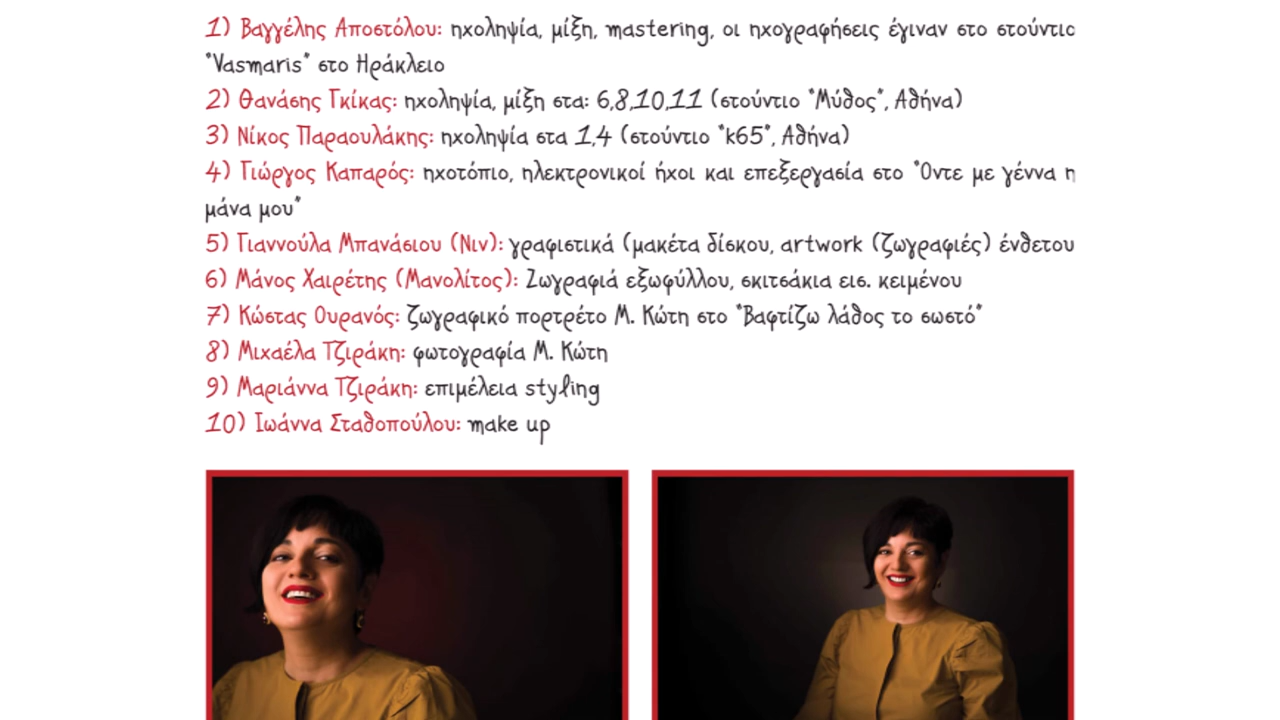 1) Βαγγέλης Αποστόλου: ηχοληψία, μίξη, mastering, οι ηχογραφήσεις έγιναν στο στούντιο
"Vasmaris" στο Ηράκλειο
2) Θανάσης Γκίκας: ηχοληψία, μίξη στα: 6,8,10,11 (στούντιο "Μύθος", Αθήνα)
3) Νίκος Παραουλάκης: ηχοληψία στα 1,4 (στούντιο "k65", Αθήνα)
4) Γιώργος Καπαρός: ηχοτόπιο, ηλεκτρονικοί ήχοι και επεξεργασία στο "Όντε με γέννα η
μάνα μου"
5) Γιαννούλα Μπανάσιου (Νιν): γραφιστικά (μακέτα δίσκου, artwork (ζωγραφιές) ένθετου
6) Μάνος Χαιρέτης (Μανολίτος): Ζωγραφιά εξωφύλλου, σκιτσάκια εισ. κειμένου
7) Κώστας Ουρανός: ζωγραφικό πορτρέτο Μ. Κώτη στο "Βαφτίζω λάθος το σωστό"
8) Μιχαέλα Τζιράκη: φωτογραφία Μ. Κώτη
9) Μαριάννα Τζιράκη: επιμέλεια styling
10) Ιωάννα Σταθοπούλου: make up